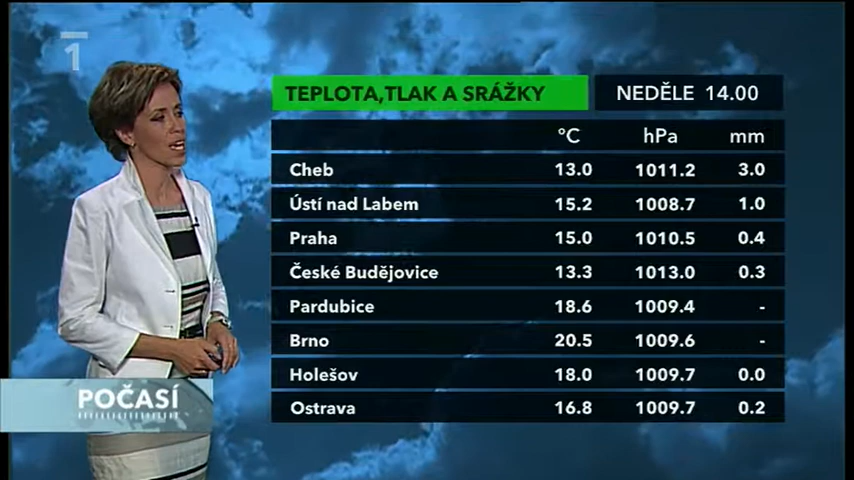 1
TEPLOTA,TLAK A SRÁŽKY NEDĚLE 14.00
°C hPa mm
Cheb 13.0 1011.2 3.0
Ústí nad Labem 15.2 1008.7 1.0
Praha 15.0 1010.5 0.4
České Budějovice 13.3 1013.0 0.3
Pardubice 18.6 1009.4 -
Brno 20.5 1009.6 -
Holešov 18.0 1009.7 0.0
Ostrava 16.8 1009.7 0.2
POČASÍ